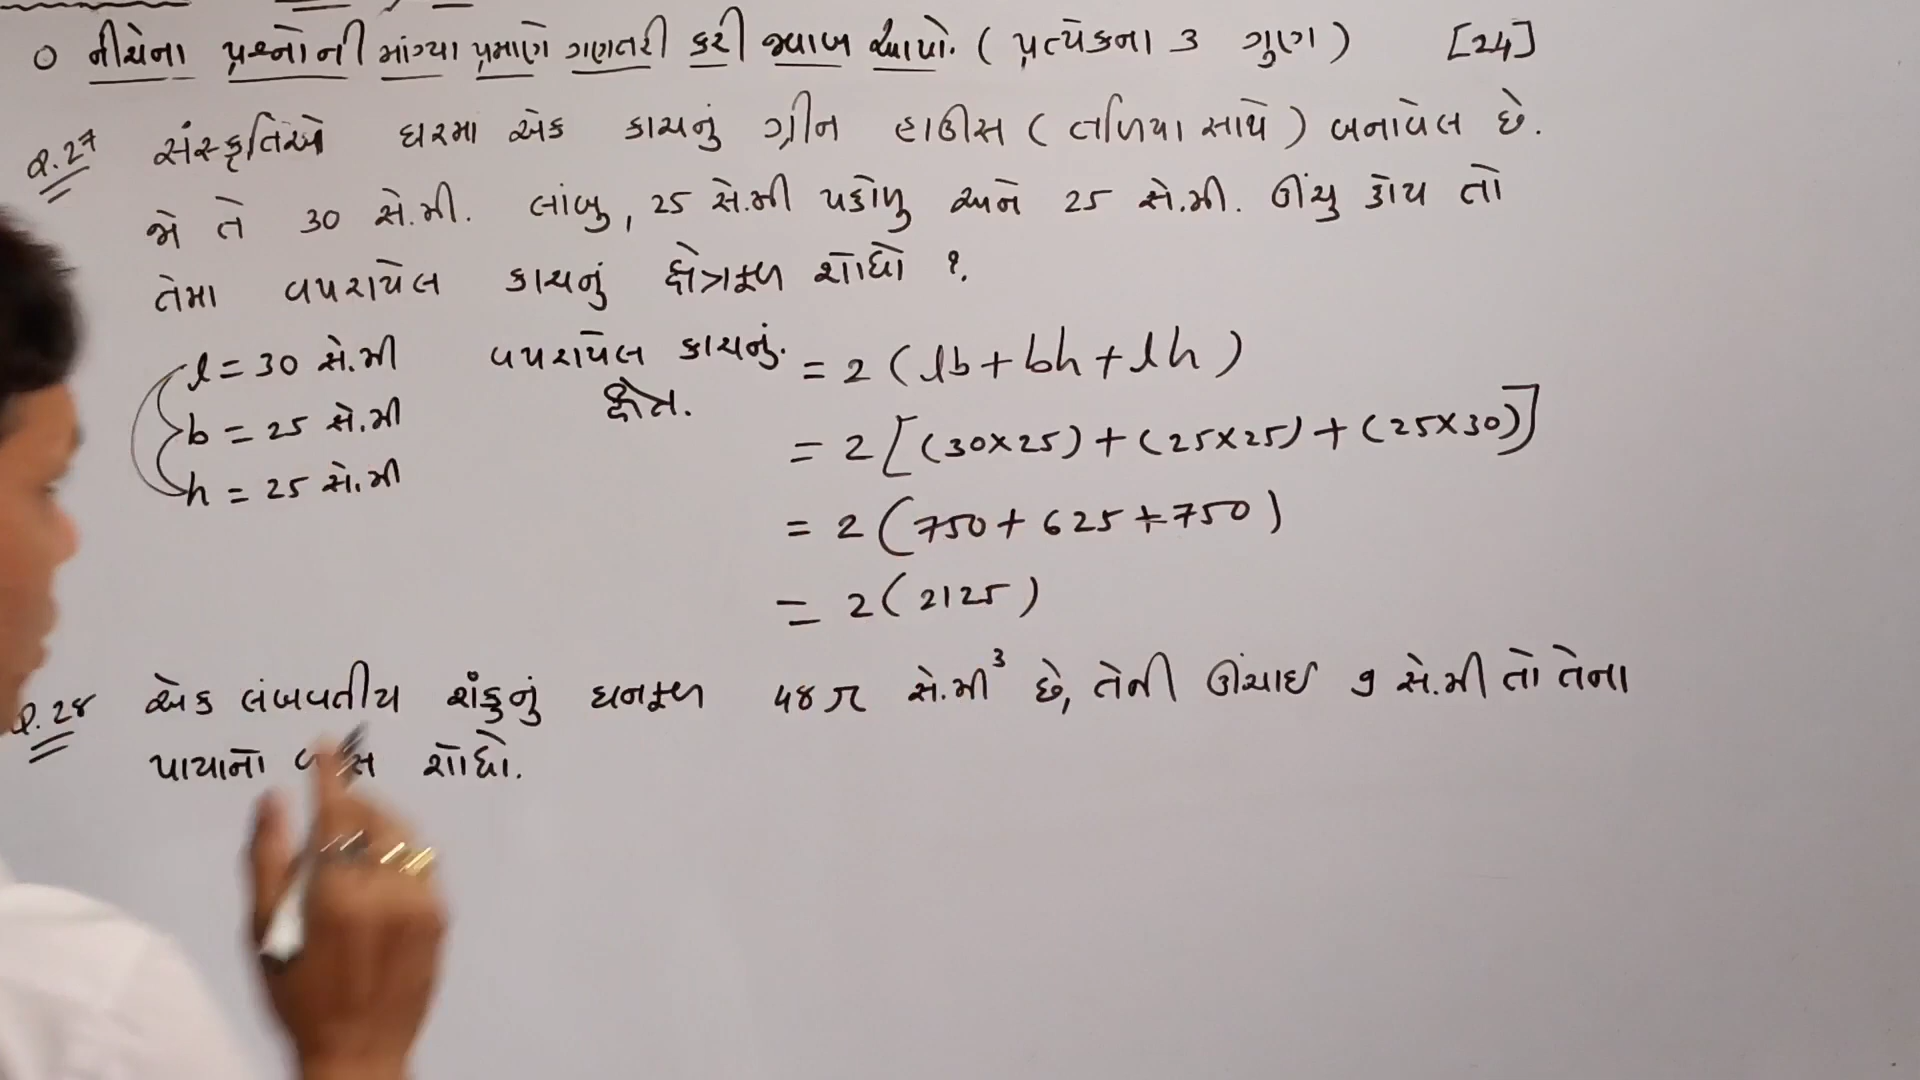 ○ નીચેના પ્રશ્નોની માંગ્યા પ્રમાણે ગણતરી કરી જવાબ આપો. ( પ્રત્યેકના 3 ગુણ ) [24]
Q.27 સંસ્કૃતિએ ઘરમા એક કાચનું ગ્રીન હાઉસ ( તળિયા સાથે ) બનાવેલ છે.
જો તે 30 સે.મી. લાંબુ, 25 સે.મી પહોળુ અને 25 સે.મી. ઊંચુ હોય તો
તેમા વપરાયેલ કાચનું ક્ષેત્રફળ શોધો ?.
l = 30 સે.મી
b = 25 સે.મી
h = 25 સે.મી
વપરાયેલ કાચનું. ક્ષેત્ર. = 2 ( lb + bh + lh )
= 2 [(30×25) + (25×25) + (25×30)]
= 2 ( 750 + 625 + 750 )
= 2 ( 2125 )
Q.28 એક લંબવર્તીય શંકુનું ઘનફળ 48π સે.મી³ છે, તેની ઊંચાઇ 9 સે.મી તો તેના
પાયાનો શોધો.